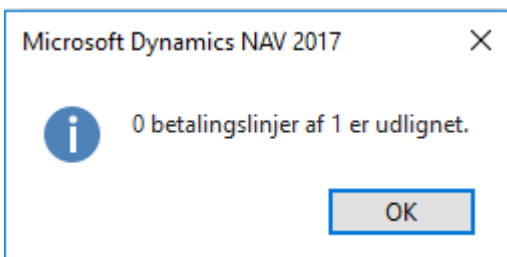 Microsoft Dynamics NAV 2017
0 betalingslinjer af 1 er udlignet.
OK